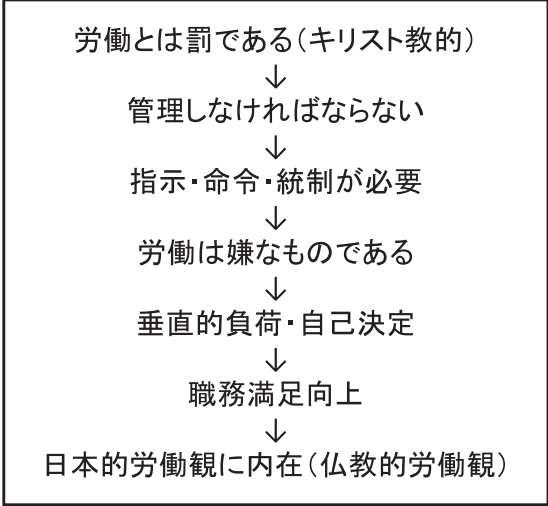 労働とは罰である(キリスト教的)
↓
管理しなければならない
↓
指示・命令・統制が必要
↓
労働は嫌なものである
↓
垂直的負荷・自己決定
↓
職務満足向上
↓
日本的労働観に内在(仏教的労働観)